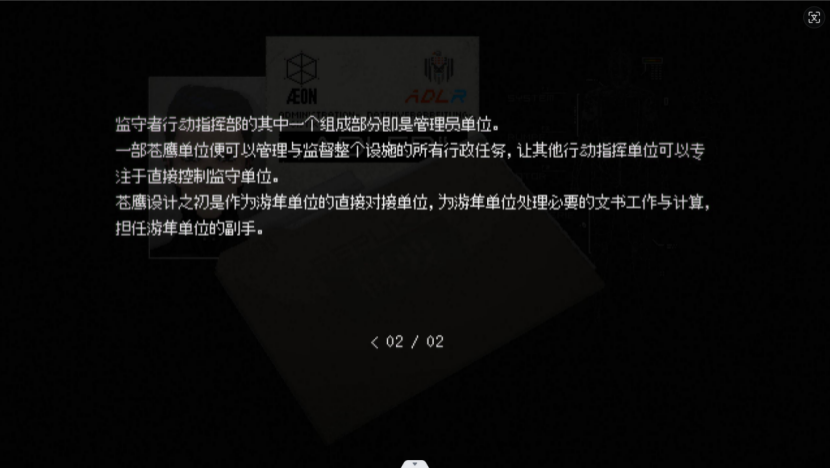 ÆON
ADLR
监守者行动指挥部的其中一个组成部分即是管理员单位。
一部苍鹰单位便可以管理与监督整个设施的所有行政任务，让其他行动指挥单位可以专
注于直接控制监守单位。
苍鹰设计之初是作为游隼单位的直接对接单位，为游隼单位处理必要的文书工作与计算，
担任游隼单位的副手。
< 02 / 02